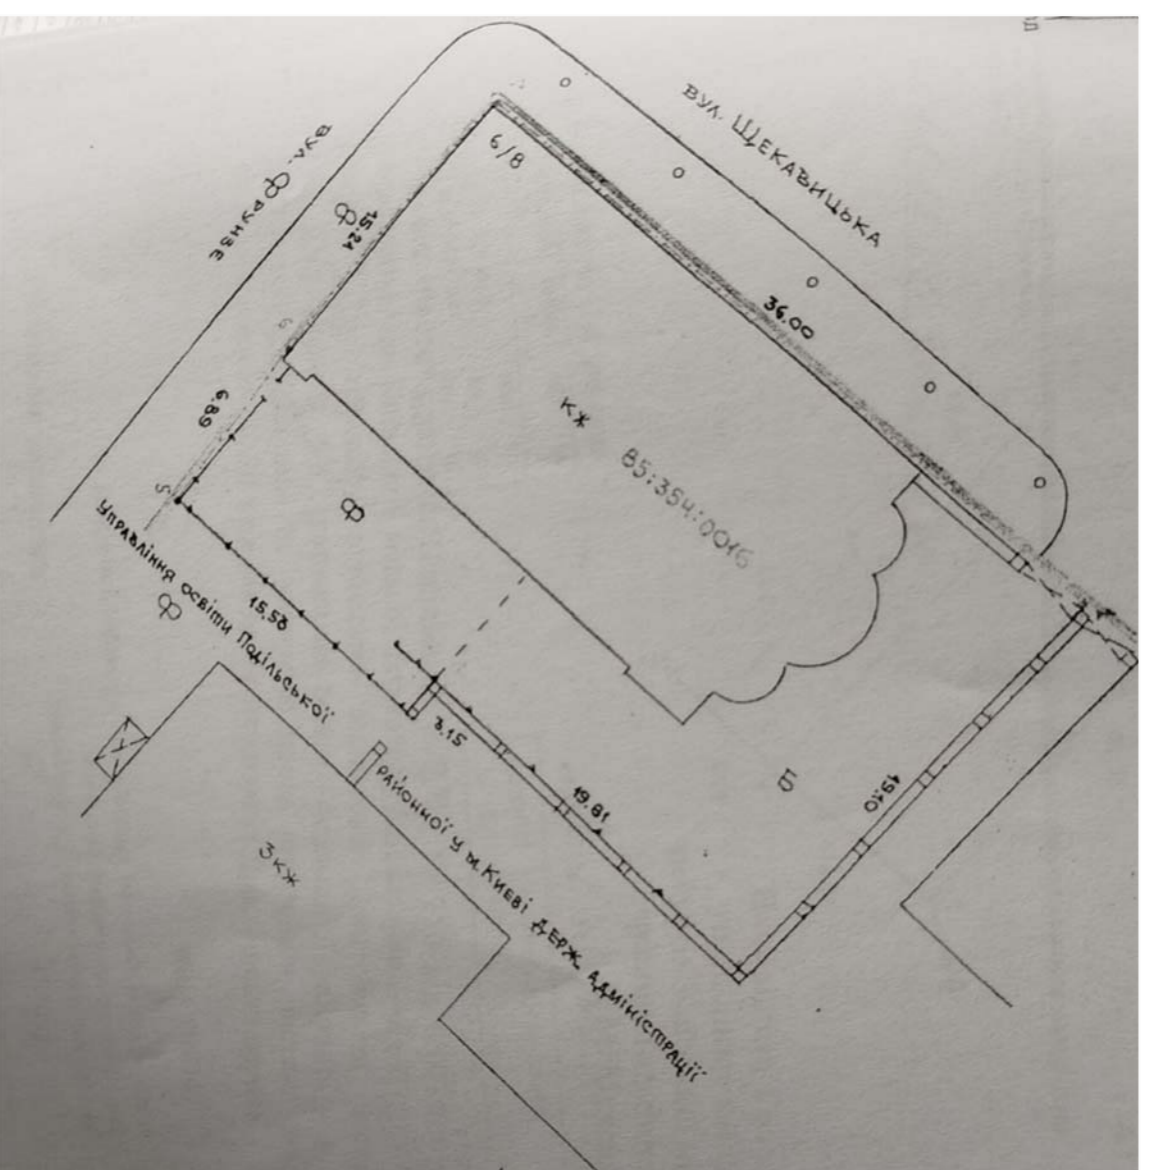 вул. Щекавицька
вул. Фрунзе
6/8
15.24
36.00
6.89
5
кж
85:354:0016
Управління освіти Подільської
15.58
3.15
19.81
19.10
Б
районної у м. Києві держ. адміністрації
3кж